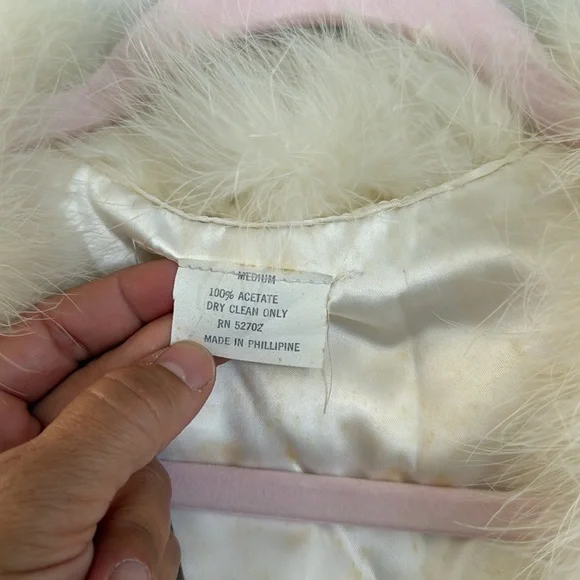 MEDIUM
100% ACETATE
DRY CLEAN ONLY
RN 52702
MADE IN PHILLIPINE